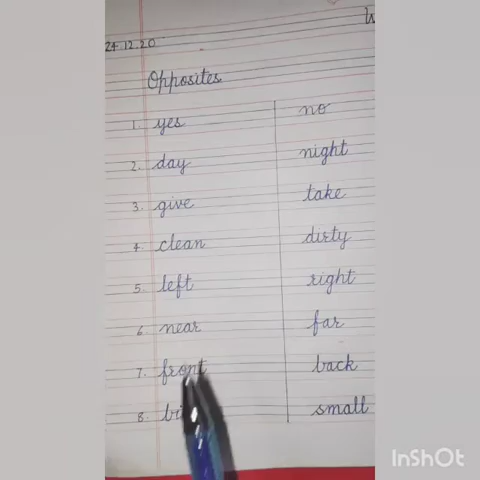 24.12.20
Opposites
1. yes no
2. day night
3. give take
4. clean dirty
5. left right
6. near far
7. front back
8. small
InShOt